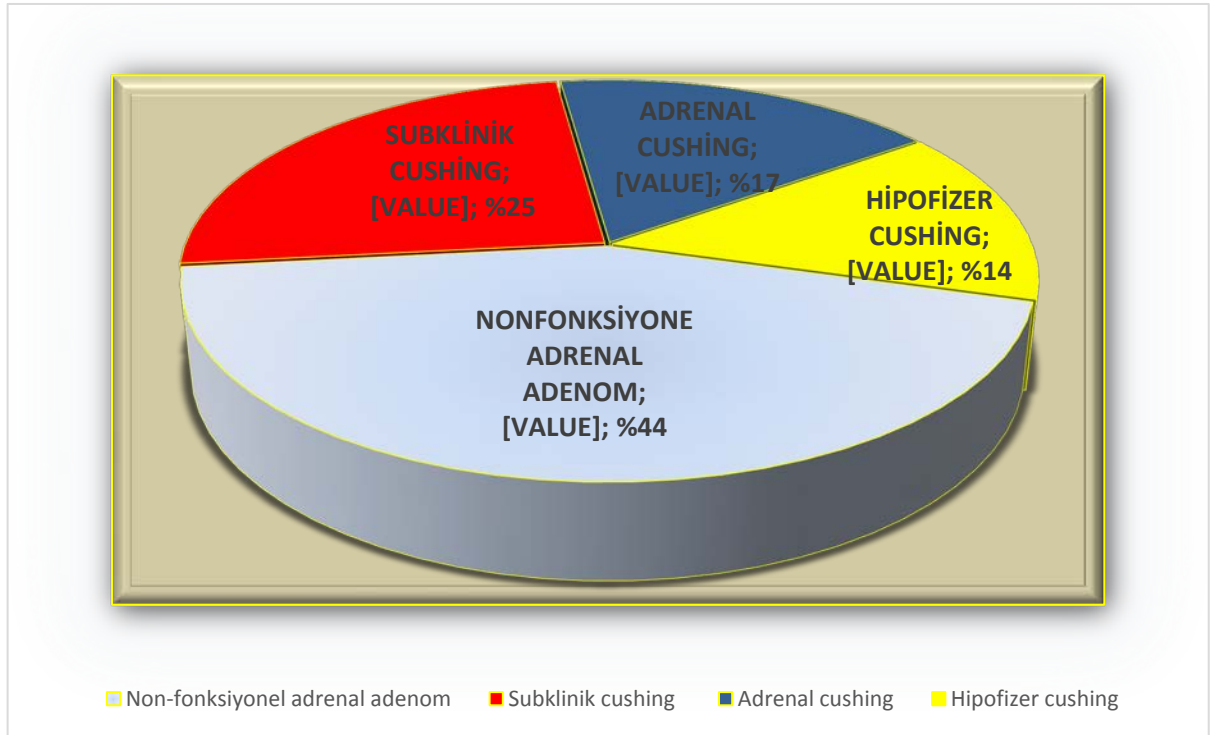 SUBKLİNİK
CUSHİNG;
[VALUE]; %25
ADRENAL
CUSHİNG;
[VALUE]; %17
HİPOFİZER
CUSHİNG;
[VALUE]; %14
NONFONKSİYONE
ADRENAL
ADENOM;
[VALUE]; %44
Non-fonksiyonel adrenal adenom
Subklinik cushing
Adrenal cushing
Hipofizer cushing